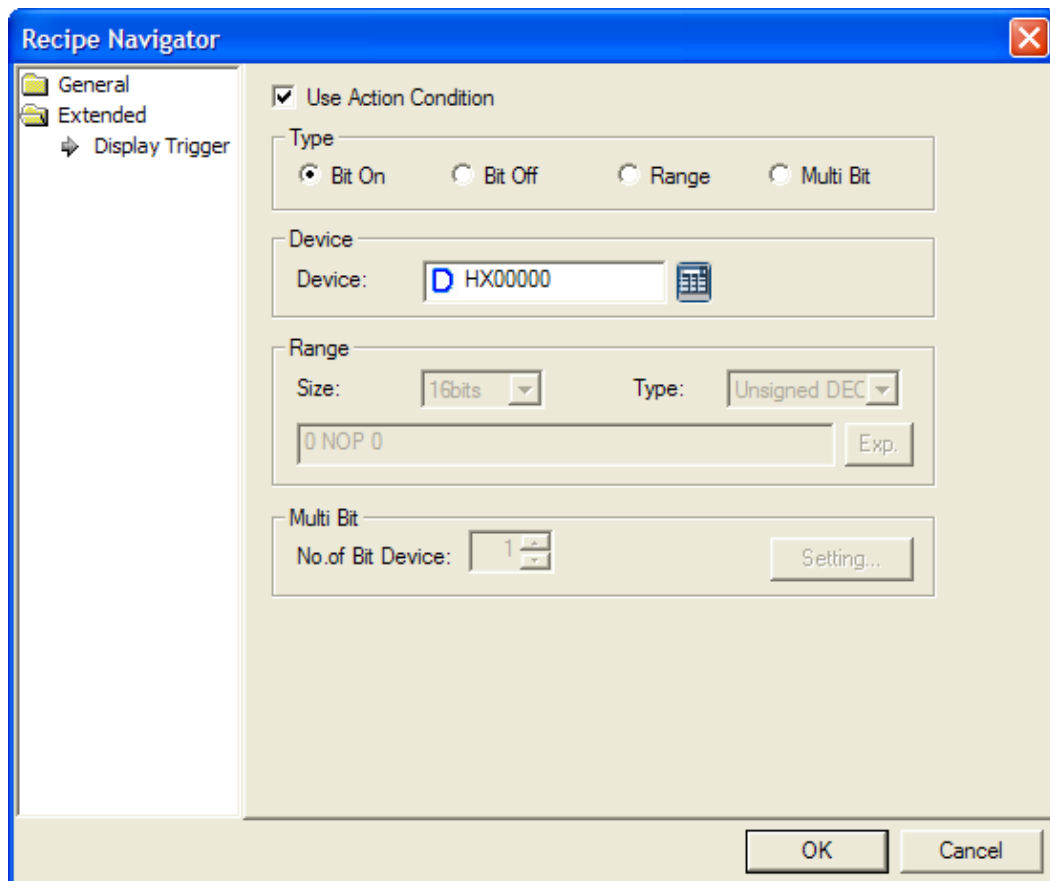 Recipe Navigator
General
Extended
Display Trigger
Use Action Condition
Type
Bit On Bit Off Range Multi Bit
Device
Device: D HX00000
Range
Size: 16bits Type: Unsigned DEC
0 NOP 0 Exp.
Multi Bit
No.of Bit Device: 1 Setting...
OK Cancel